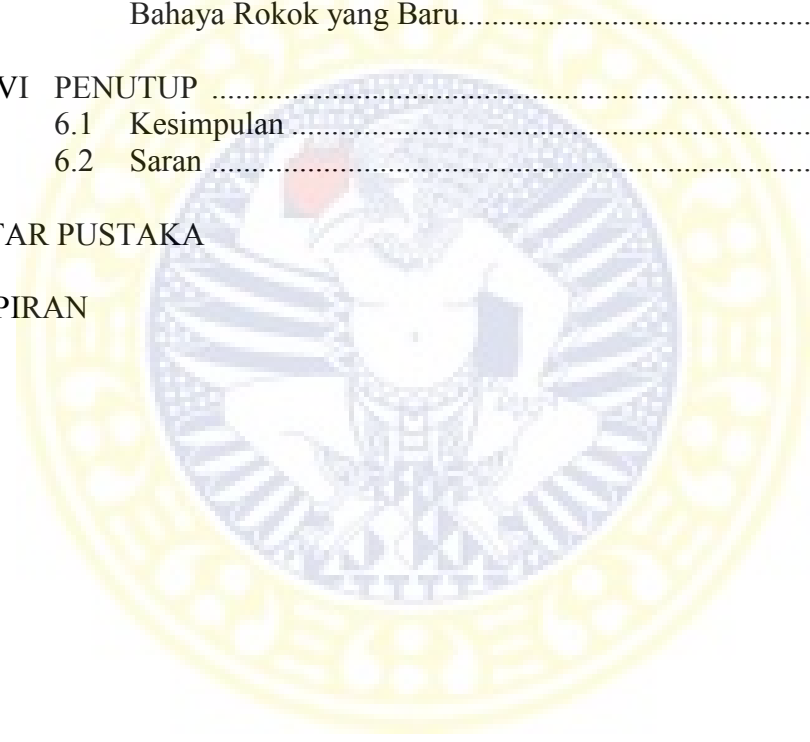 Bahaya Rokok yang Baru..................................................
VI PENUTUP ....................................................................................
6.1 Kesimpulan .........................................................................
6.2 Saran ....................................................................................
TAR PUSTAKA
PIRAN